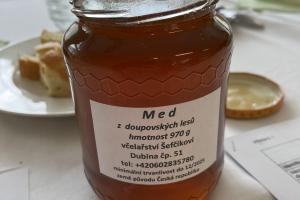 Med
z doupovských lesů
hmotnost 970 g
včelařství Šefčíkovi
Dubina čp. 51
tel: +420602835780
minimální trvanlivost do 12/2025
země původu Česká republika